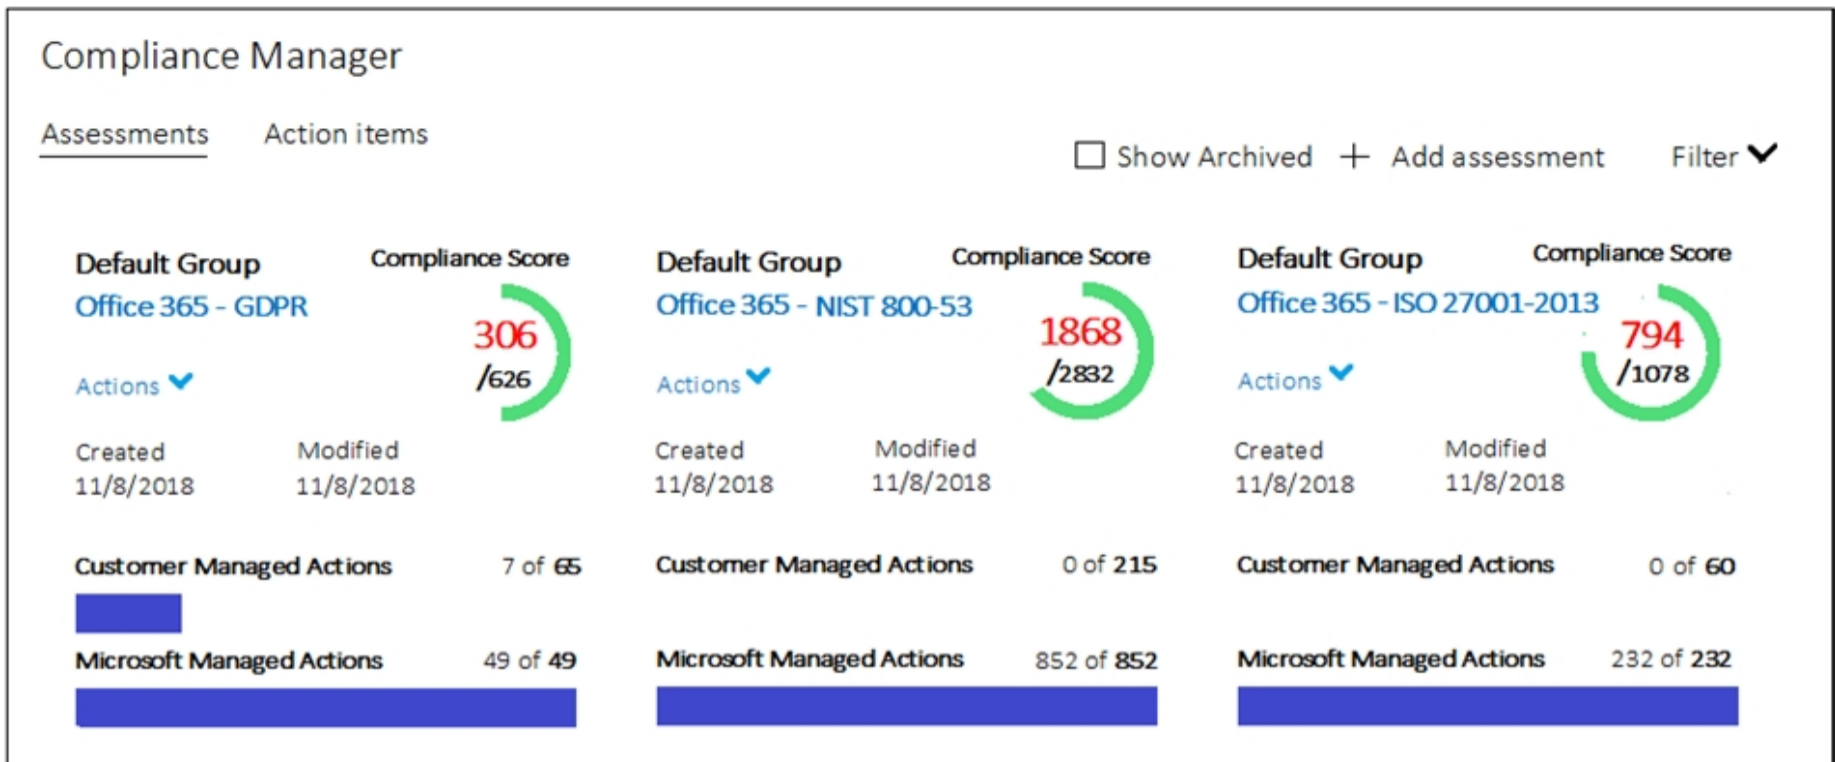 Compliance Manager
Assessments Action items
Show Archived + Add assessment Filter
Default Group Compliance Score
Office 365 - GDPR
306
/626
Actions
Created Modified
11/8/2018 11/8/2018
Customer Managed Actions 7 of 65
Microsoft Managed Actions 49 of 49
Default Group Compliance Score
Office 365 - NIST 800-53
1868
/2832
Actions
Created Modified
11/8/2018 11/8/2018
Customer Managed Actions 0 of 215
Microsoft Managed Actions 852 of 852
Default Group Compliance Score
Office 365 - ISO 27001-2013
794
/1078
Actions
Created Modified
11/8/2018 11/8/2018
Customer Managed Actions 0 of 60
Microsoft Managed Actions 232 of 232